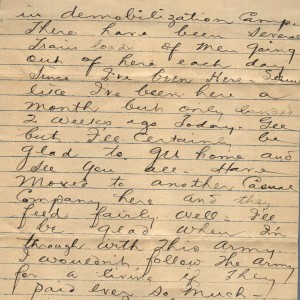 in demobilization Camp.
There have been several
train loads of men going
out of here each day
since I've been here. Seems
like I've been here a
month but only landed
2 weeks ago today. Gee
but I'll certainly be
glad to get home and
see you all. Have
moved to another Casual
Company here and they
feed fairly well. I'll
be glad when I'm
through with this Army
I wouldn't follow the Army
for a living if they
paid ever so much.-